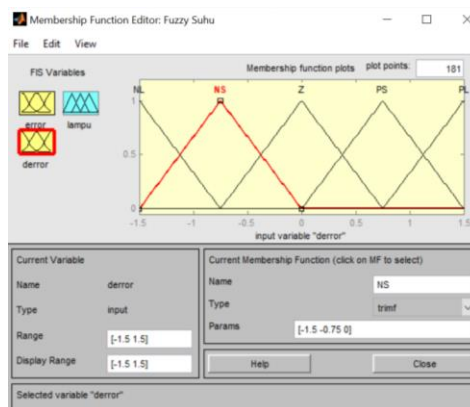 Membership Function Editor: Fuzzy Suhu
File Edit View
FIS Variables
Membership function plots plot points: 181
error lampu
derror
NL NS Z PS PL
1
0.5
0
-1.5 -1 -0.5 0 0.5 1 1.5
input variable "derror"
Current Variable
Name derror
Type input
Range [-1.5 1.5]
Display Range [-1.5 1.5]
Current Membership Function (click on MF to select)
Name NS
Type trimf
Params [-1.5 -0.75 0]
Help Close
Selected variable "derror"